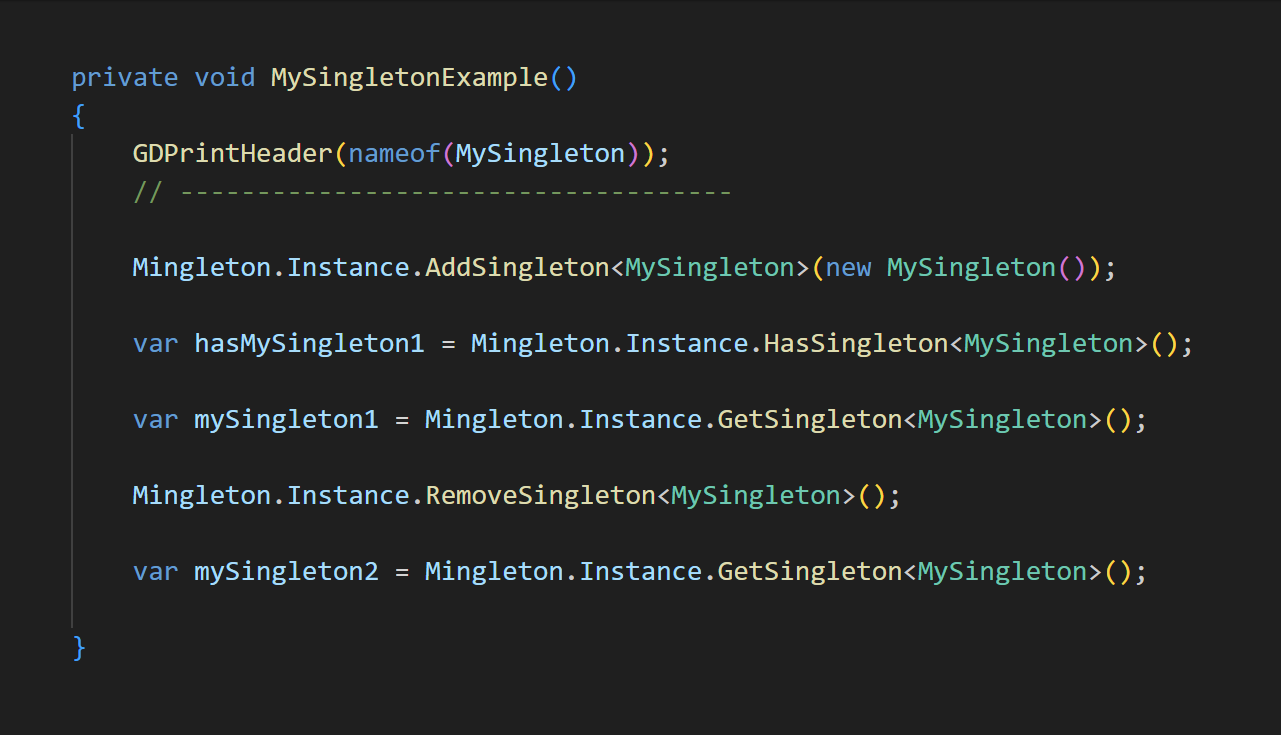 private void MySingletonExample()
{
    GDPrintHeader(nameof(MySingleton));
    // ------------------------------------
    Mingleton.Instance.AddSingleton<MySingleton>(new MySingleton());
    var hasMySingleton1 = Mingleton.Instance.HasSingleton<MySingleton>();
    var mySingleton1 = Mingleton.Instance.GetSingleton<MySingleton>();
    Mingleton.Instance.RemoveSingleton<MySingleton>();
    var mySingleton2 = Mingleton.Instance.GetSingleton<MySingleton>();
}